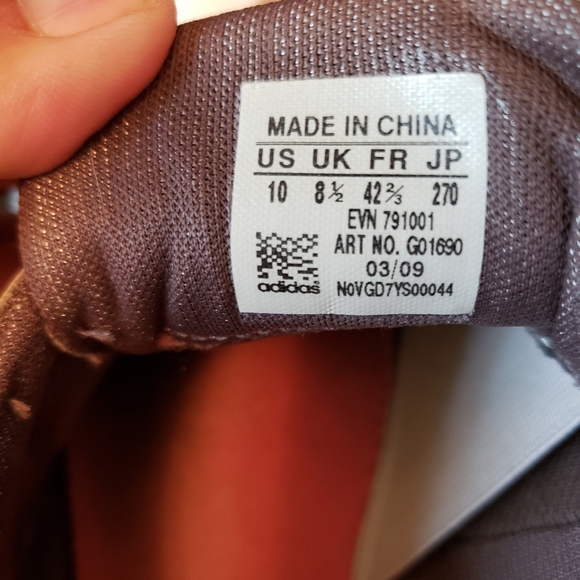 MADE IN CHINA
US UK FR JP
10 8½ 42⅔ 270
EVN 791001
ART NO. G01690
03/09
adidas N0VGD7YS00044